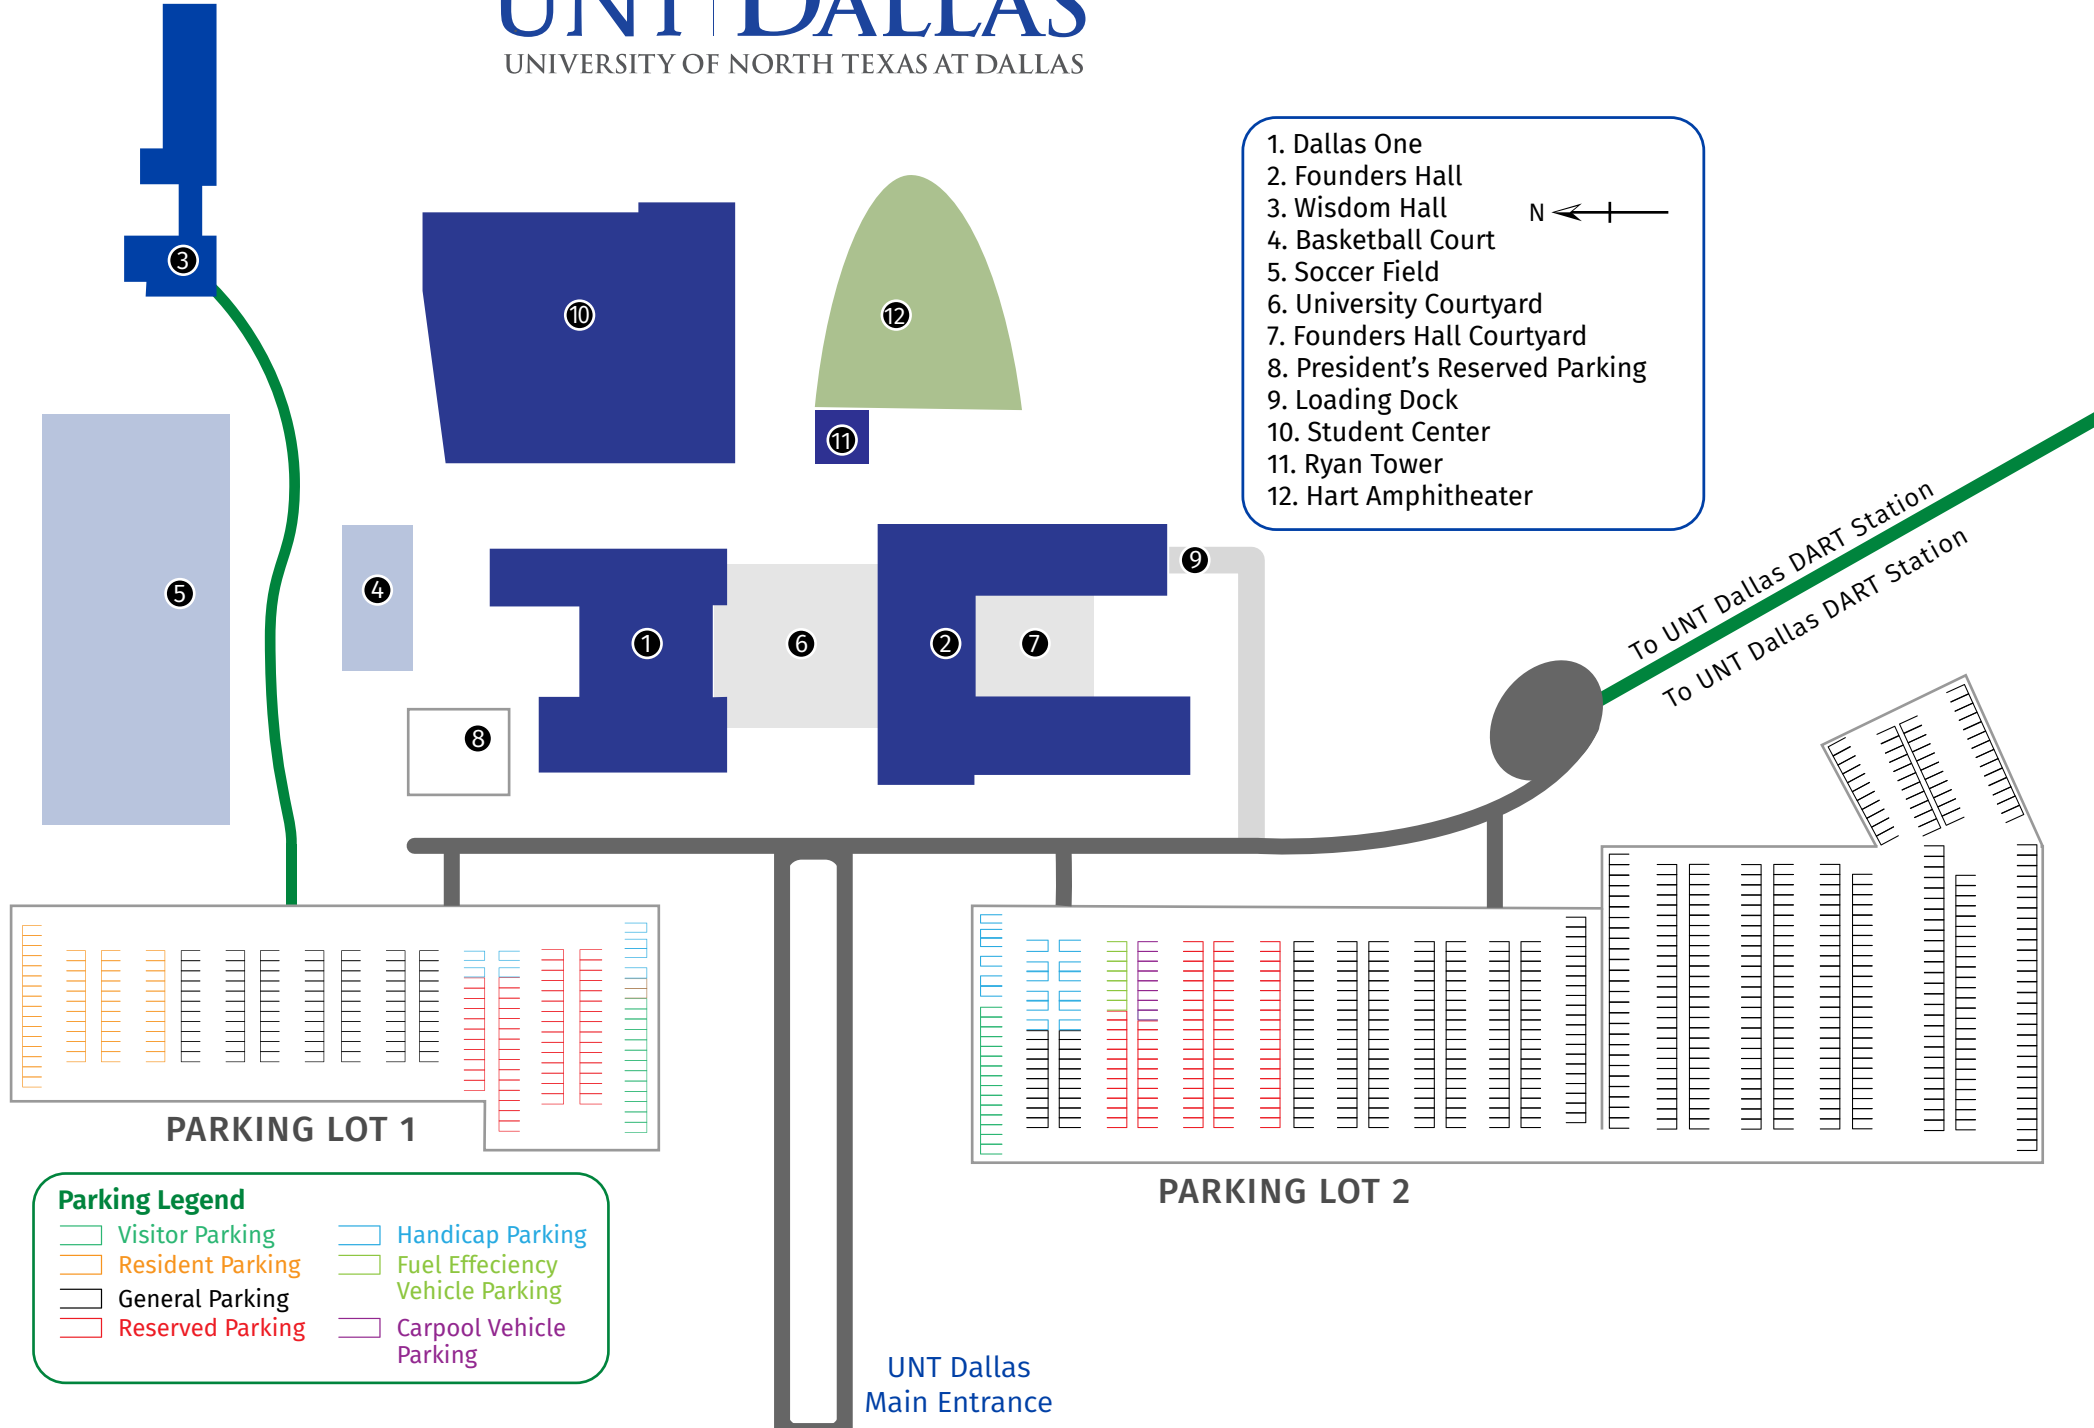 UNT | DALLAS
UNIVERSITY OF NORTH TEXAS AT DALLAS
1. Dallas One
2. Founders Hall
3. Wisdom Hall
4. Basketball Court
5. Soccer Field
6. University Courtyard
7. Founders Hall Courtyard
8. President’s Reserved Parking
9. Loading Dock
10. Student Center
11. Ryan Tower
12. Hart Amphitheater
N
3
10
12
11
5
4
9
1
6
2
7
8
To UNT Dallas DART Station
To UNT Dallas DART Station
PARKING LOT 1
PARKING LOT 2
Parking Legend
Visitor Parking
Resident Parking
General Parking
Reserved Parking
Handicap Parking
Fuel Effeciency
Vehicle Parking
Carpool Vehicle
Parking
UNT Dallas
Main Entrance